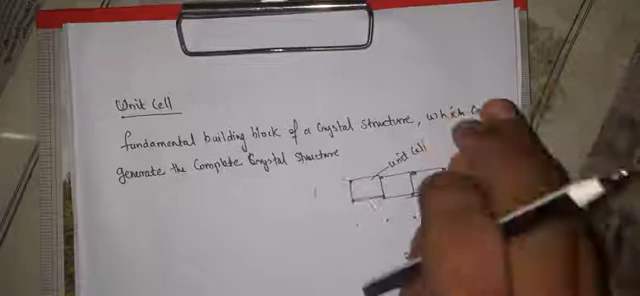 Unit Cell
fundamental building block of a Crystal structure, which
generate the Complete Crystal Structure
unit cell